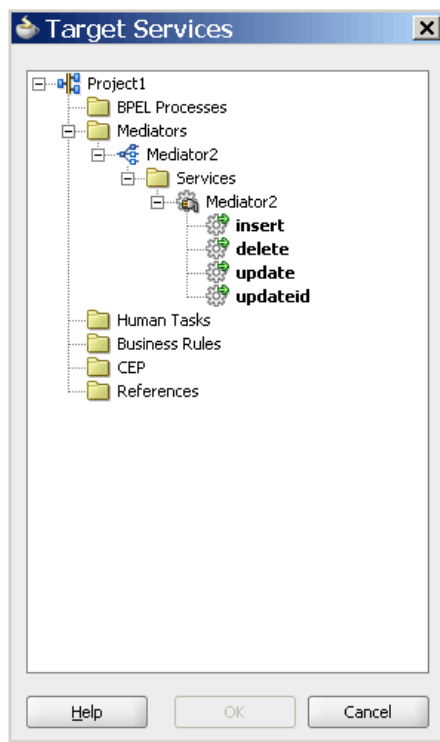 Target Services
Project1
BPEL Processes
Mediators
Mediator2
Services
Mediator2
insert
delete
update
updateid
Human Tasks
Business Rules
CEP
References
Help
OK
Cancel